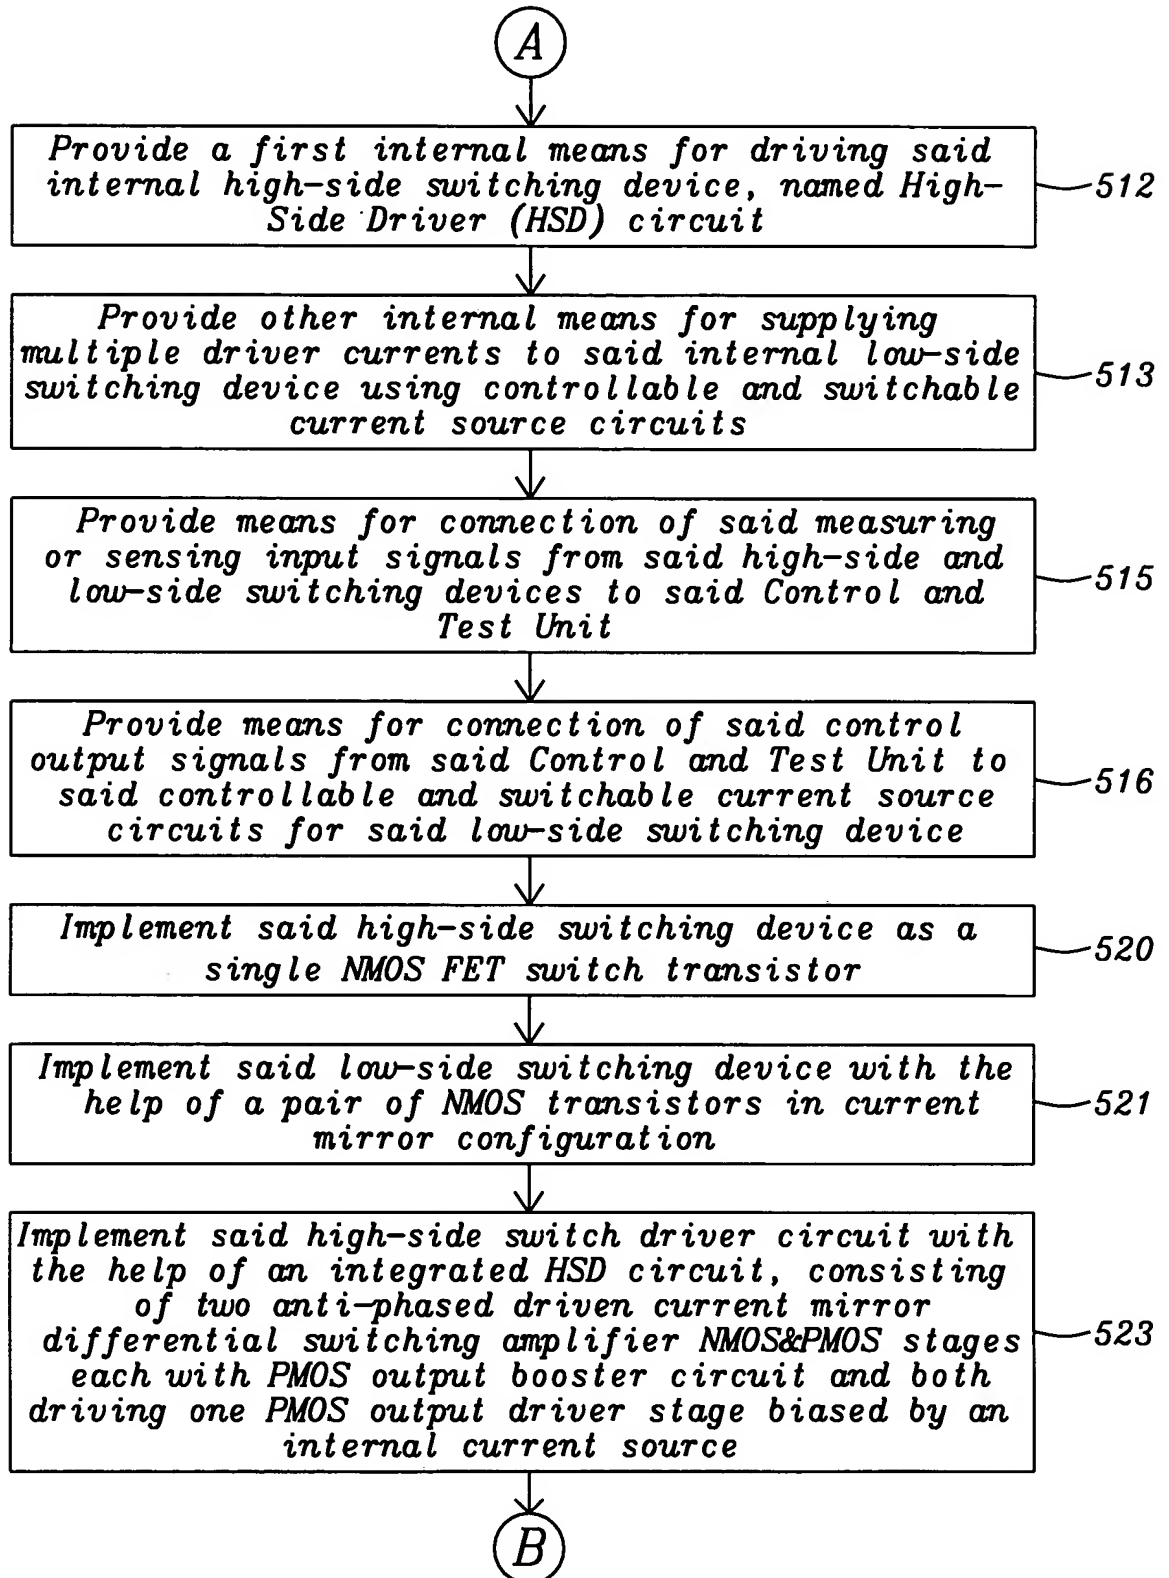 A
Provide a first internal means for driving said
internal high-side switching device, named High-
Side Driver (HSD) circuit
512
Provide other internal means for supplying
multiple driver currents to said internal low-side
switching device using controllable and switchable
current source circuits
513
Provide means for connection of said measuring
or sensing input signals from said high-side and
low-side switching devices to said Control and
Test Unit
515
Provide means for connection of said control
output signals from said Control and Test Unit to
said controllable and switchable current source
circuits for said low-side switching device
516
Implement said high-side switching device as a
single NMOS FET switch transistor
520
Implement said low-side switching device with the
help of a pair of NMOS transistors in current
mirror configuration
521
Implement said high-side switch driver circuit with
the help of an integrated HSD circuit, consisting
of two anti-phased driven current mirror
differential switching amplifier NMOS&PMOS stages
each with PMOS output booster circuit and both
driving one PMOS output driver stage biased by an
internal current source
523
B